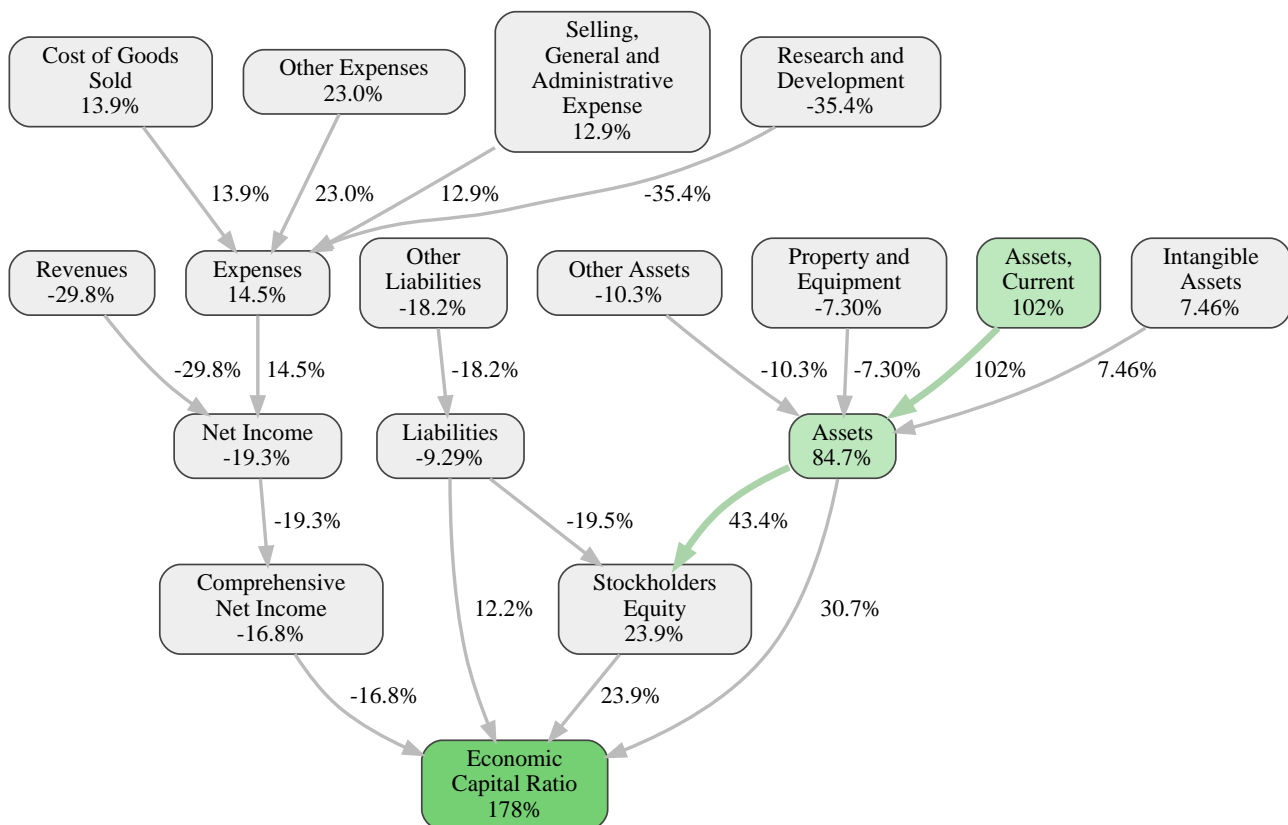 Cost of Goods
Sold
13.9%
Other Expenses
23.0%
Selling,
General and
Administrative
Expense
12.9%
Research and
Development
-35.4%
13.9%
23.0%
12.9%
-35.4%
Revenues
-29.8%
Expenses
14.5%
Other
Liabilities
-18.2%
Other Assets
-10.3%
Property and
Equipment
-7.30%
Assets,
Current
102%
Intangible
Assets
7.46%
-29.8%
14.5%
-18.2%
-10.3%
-7.30%
102%
7.46%
Net Income
-19.3%
Liabilities
-9.29%
Assets
84.7%
-19.3%
-19.5%
43.4%
Comprehensive
Net Income
-16.8%
12.2%
Stockholders
Equity
23.9%
30.7%
-16.8%
23.9%
Economic
Capital Ratio
178%